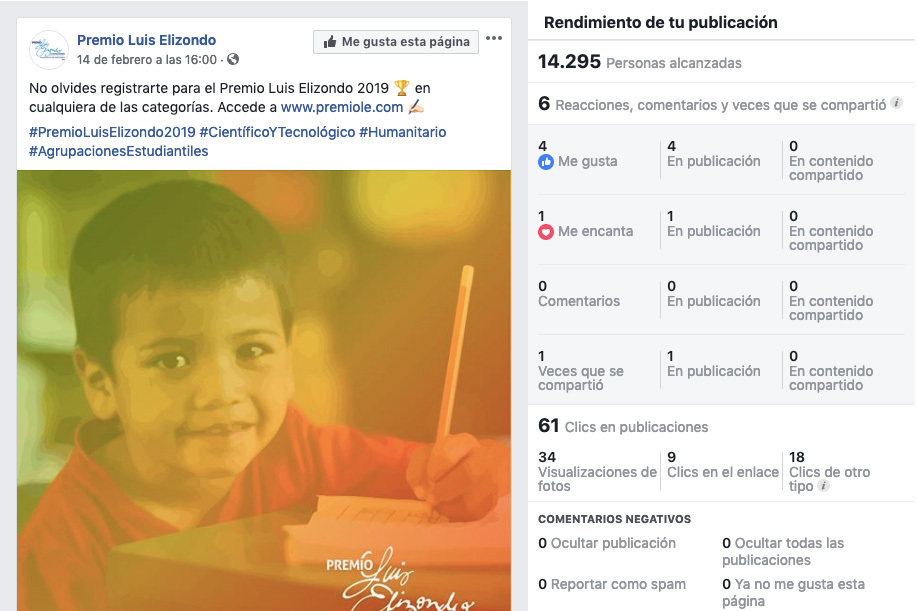 Premio Luis Elizondo
14 de febrero a las 16:00 ·
Me gusta esta página
No olvides registrarte para el Premio Luis Elizondo 2019 🏆 en
cualquiera de las categorías. Accede a www.premiole.com ✍🏻
#PremioLuisElizondo2019 #CientíficoYTecnológico #Humanitario
#AgrupacionesEstudiantiles
PREMIO
Luis
Elizondo
Rendimiento de tu publicación
14.295 Personas alcanzadas
6 Reacciones, comentarios y veces que se compartió
4
Me gusta
4
En publicación
0
En contenido
compartido
1
Me encanta
1
En publicación
0
En contenido
compartido
0
Comentarios
0
En publicación
0
En contenido
compartido
1
Veces que se
compartió
1
En publicación
0
En contenido
compartido
61 Clics en publicaciones
34
Visualizaciones de
fotos
9
Clics en el enlace
18
Clics de otro
tipo
COMENTARIOS NEGATIVOS
0 Ocultar publicación
0 Ocultar todas las
publicaciones
0 Reportar como spam
0 Ya no me gusta esta
página